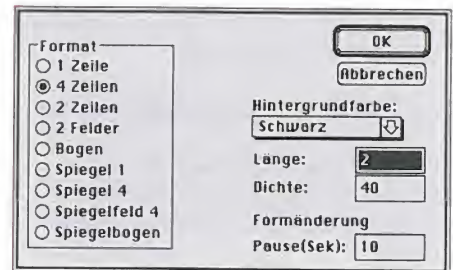 Format
1 Zeile
4 Zeilen
2 Zeilen
2 Felder
Bogen
Spiegel 1
Spiegel 4
Spiegelfeld 4
Spiegelbogen
OK
Abbrechen
Hintergrundfarbe:
Schwarz
Länge: 2
Dichte: 40
Formänderung
Pause(Sek): 10